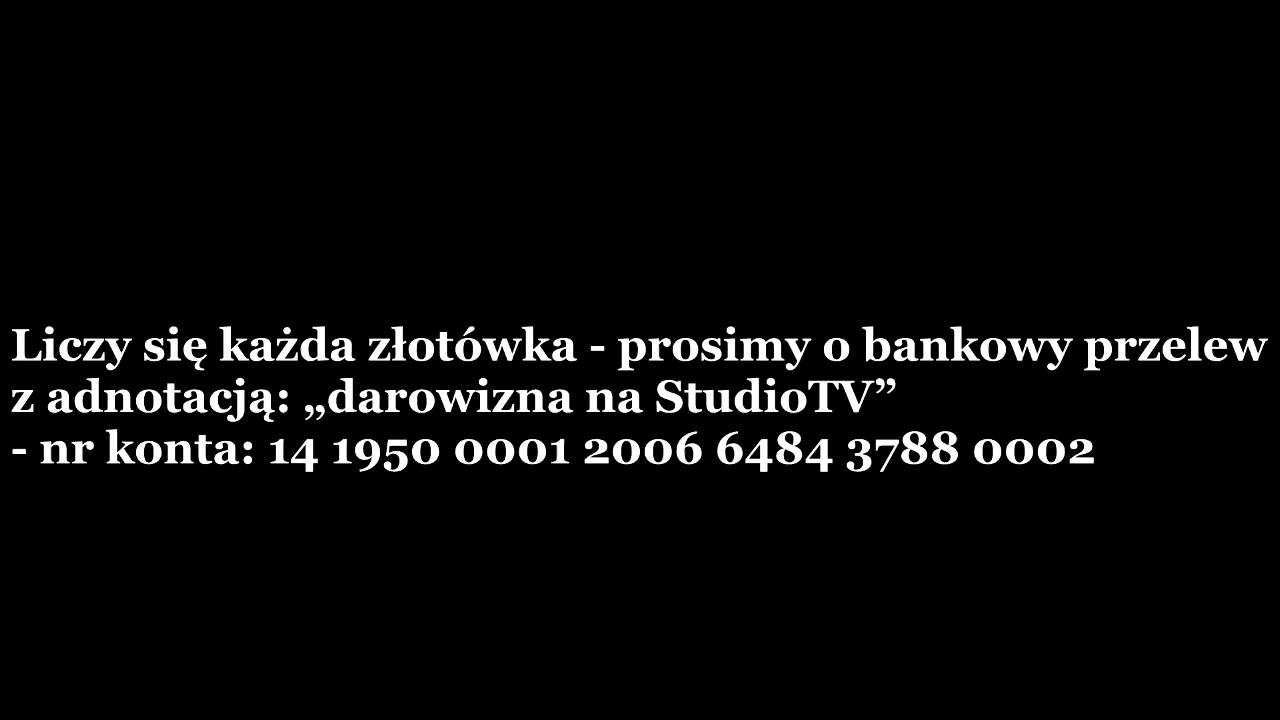 Liczy się każda złotówka - prosimy o bankowy przelew
z adnotacją: „darowizna na StudioTV”
- nr konta: 14 1950 0001 2006 6484 3788 0002